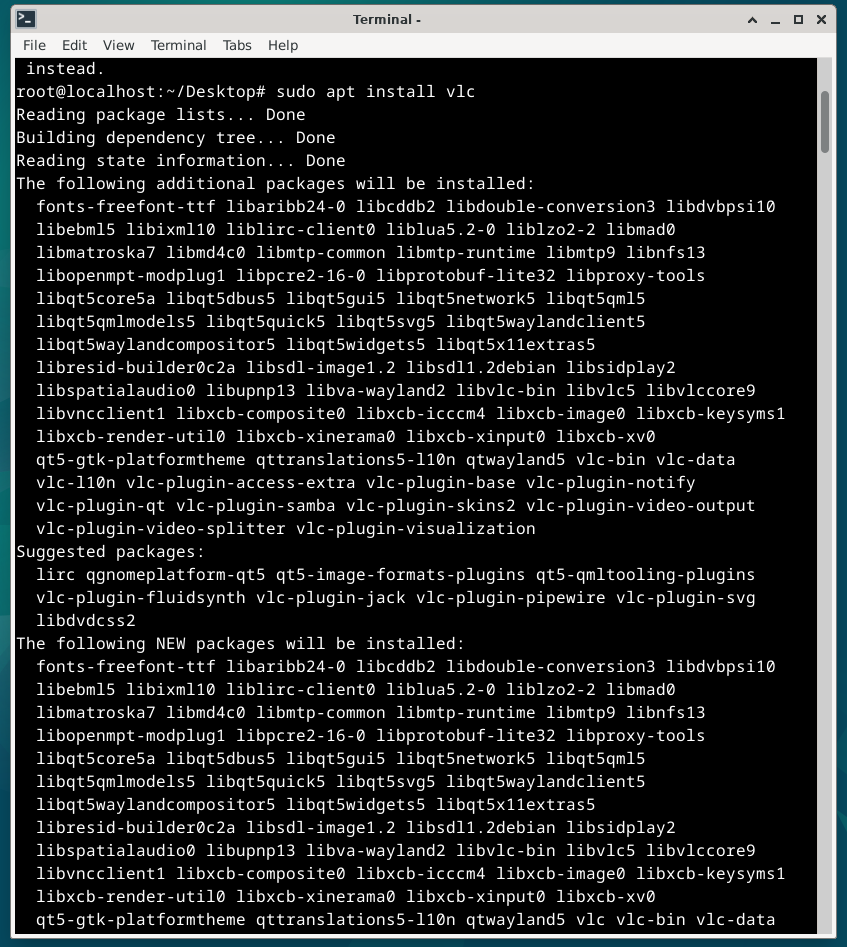 Terminal -
File Edit View Terminal Tabs Help
instead.
root@localhost:~/Desktop# sudo apt install vlc
Reading package lists... Done
Building dependency tree... Done
Reading state information... Done
The following additional packages will be installed:
fonts-freefont-ttf libaribb24-0 libcddb2 libdouble-conversion3 libdvbpsi10
libebml5 libixml10 liblirc-client0 liblua5.2-0 liblzo2-2 libmad0
libmatroska7 libmd4c0 libmtp-common libmtp-runtime libmtp9 libnfs13
libopenmpt-modplug1 libpcre2-16-0 libprotobuf-lite32 libproxy-tools
libqt5core5a libqt5dbus5 libqt5gui5 libqt5network5 libqt5qml5
libqt5qmlmodels5 libqt5quick5 libqt5svg5 libqt5waylandclient5
libqt5waylandcompositor5 libqt5widgets5 libqt5x11extras5
libresid-builder0c2a libsdl-image1.2 libsdl1.2debian libsidplay2
libspatialaudio0 libupnp13 libva-wayland2 libvlc-bin libvlc5 libvlccore9
libvncclient1 libxcb-composite0 libxcb-icccm4 libxcb-image0 libxcb-keysyms1
libxcb-render-util0 libxcb-xinerama0 libxcb-xinput0 libxcb-xv0
qt5-gtk-platformtheme qttranslations5-l10n qtwayland5 vlc-bin vlc-data
vlc-l10n vlc-plugin-access-extra vlc-plugin-base vlc-plugin-notify
vlc-plugin-qt vlc-plugin-samba vlc-plugin-skins2 vlc-plugin-video-output
vlc-plugin-video-splitter vlc-plugin-visualization
Suggested packages:
lirc qgnomeplatform-qt5 qt5-image-formats-plugins qt5-qmltooling-plugins
vlc-plugin-fluidsynth vlc-plugin-jack vlc-plugin-pipewire vlc-plugin-svg
libdvdcss2
The following NEW packages will be installed:
fonts-freefont-ttf libaribb24-0 libcddb2 libdouble-conversion3 libdvbpsi10
libebml5 libixml10 liblirc-client0 liblua5.2-0 liblzo2-2 libmad0
libmatroska7 libmd4c0 libmtp-common libmtp-runtime libmtp9 libnfs13
libopenmpt-modplug1 libpcre2-16-0 libprotobuf-lite32 libproxy-tools
libqt5core5a libqt5dbus5 libqt5gui5 libqt5network5 libqt5qml5
libqt5qmlmodels5 libqt5quick5 libqt5svg5 libqt5waylandclient5
libqt5waylandcompositor5 libqt5widgets5 libqt5x11extras5
libresid-builder0c2a libsdl-image1.2 libsdl1.2debian libsidplay2
libspatialaudio0 libupnp13 libva-wayland2 libvlc-bin libvlc5 libvlccore9
libvncclient1 libxcb-composite0 libxcb-icccm4 libxcb-image0 libxcb-keysyms1
libxcb-render-util0 libxcb-xinerama0 libxcb-xinput0 libxcb-xv0
qt5-gtk-platformtheme qttranslations5-l10n qtwayland5 vlc vlc-bin vlc-data